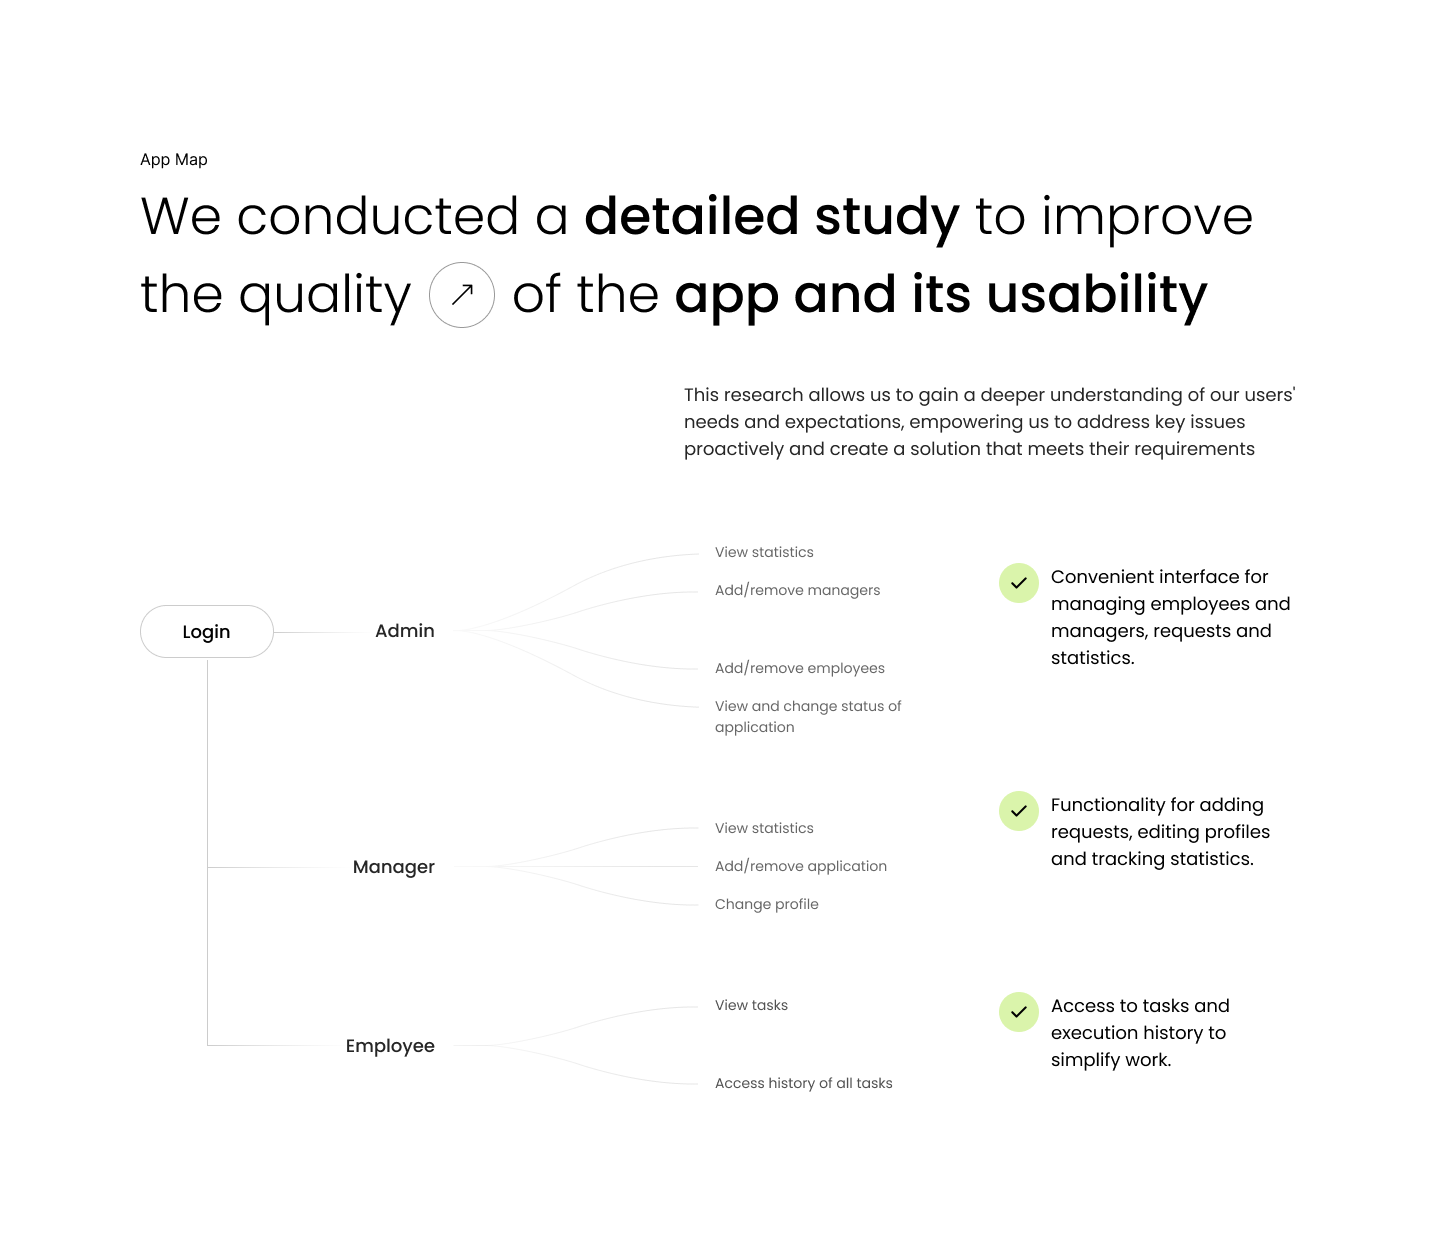 App Map
We conducted a detailed study to improve
the quality of the app and its usability
This research allows us to gain a deeper understanding of our users'
needs and expectations, empowering us to address key issues
proactively and create a solution that meets their requirements
Login
Admin
View statistics
Add/remove managers
Add/remove employees
View and change status of
application
Convenient interface for
managing employees and
managers, requests and
statistics.
Manager
View statistics
Add/remove application
Change profile
Functionality for adding
requests, editing profiles
and tracking statistics.
Employee
View tasks
Access history of all tasks
Access to tasks and
execution history to
simplify work.